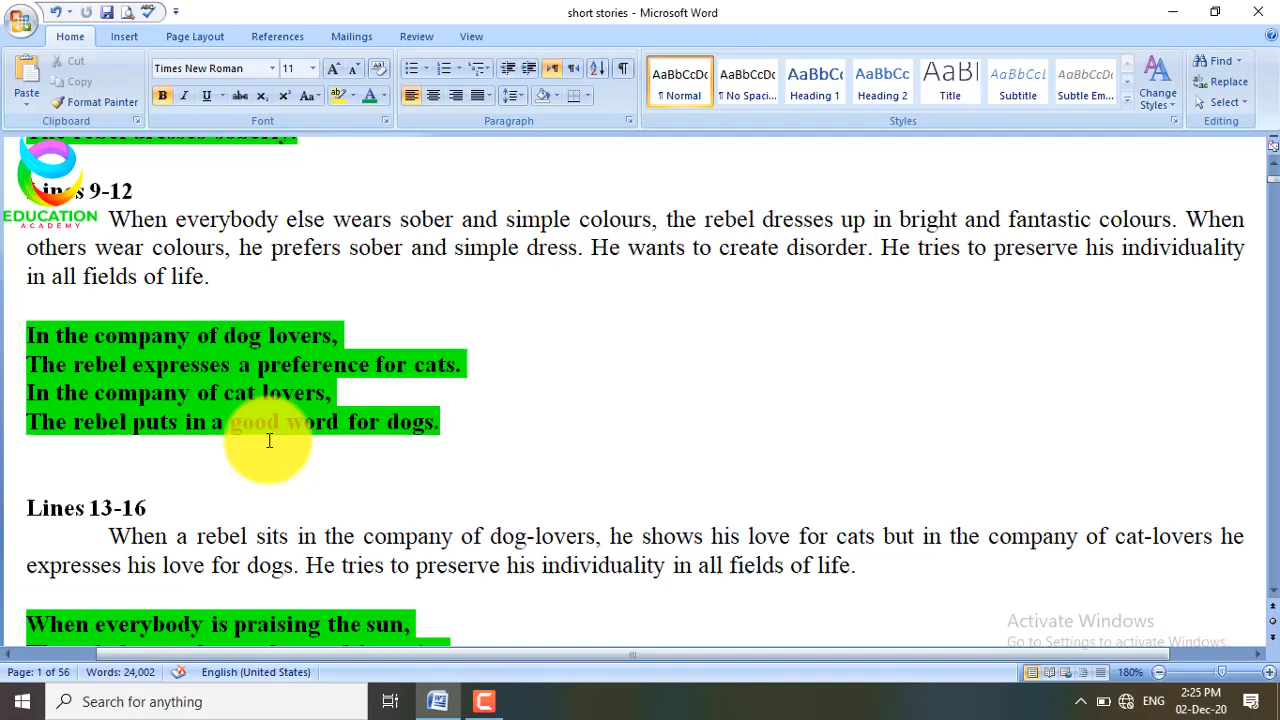 short stories - Microsoft Word
Home Insert Page Layout References Mailings Review View
Paste
Cut
Copy
Format Painter
Clipboard
Times New Roman 11
Font
Paragraph
AaBbCcDc AaBbCcDc AaBbC AaBbCc AaB AaBbCcL AaBbCcDc
¶ Normal ¶ No Spaci... Heading 1 Heading 2 Title Subtitle Subtle Em...
Change
Styles
Styles
Find
Replace
Select
Editing
EDUCATION
ACADEMY
Lines 9-12
When everybody else wears sober and simple colours, the rebel dresses up in bright and fantastic colours. When
others wear colours, he prefers sober and simple dress. He wants to create disorder. He tries to preserve his individuality
in all fields of life.
In the company of dog lovers,
The rebel expresses a preference for cats.
In the company of cat lovers,
The rebel puts in a good word for dogs.
Lines 13-16
When a rebel sits in the company of dog-lovers, he shows his love for cats but in the company of cat-lovers he
expresses his love for dogs. He tries to preserve his individuality in all fields of life.
When everybody is praising the sun,
Activate Windows
Go to Settings to activate Windows.
Page: 1 of 56 Words: 24,002 English (United States) 180%
Search for anything
ENG
2:25 PM
02-Dec-20